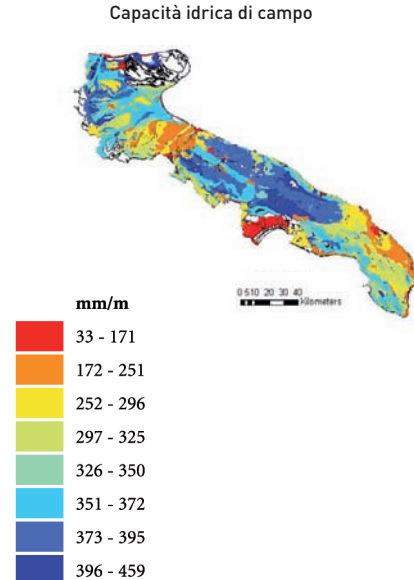 Capacità idrica di campo
0 5 10 20 30 40
Kilometers
mm/m
33 - 171
172 - 251
252 - 296
297 - 325
326 - 350
351 - 372
373 - 395
396 - 459